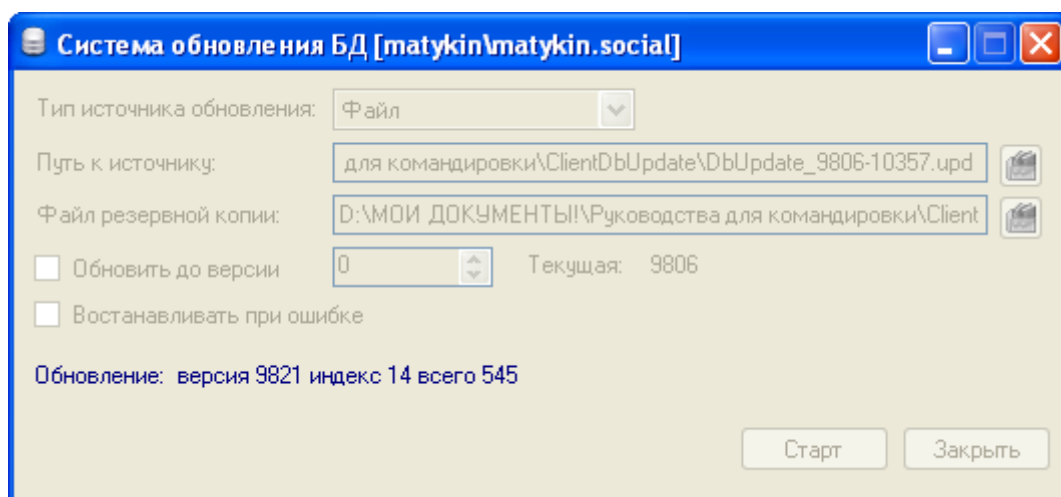 Система обновления БД [matykin\matykin.social]
Тип источника обновления: Файл
Путь к источнику: для командировки\ClientDbUpdate\DbUpdate_9806-10357.upd
Файл резервной копии: D:\МОИ ДОКУМЕНТЫ!\Руководства для командировки\Client
Обновить до версии 0 Текущая: 9806
Востанавливать при ошибке
Обновление: версия 9821 индекс 14 всего 545
Старт Закрыть